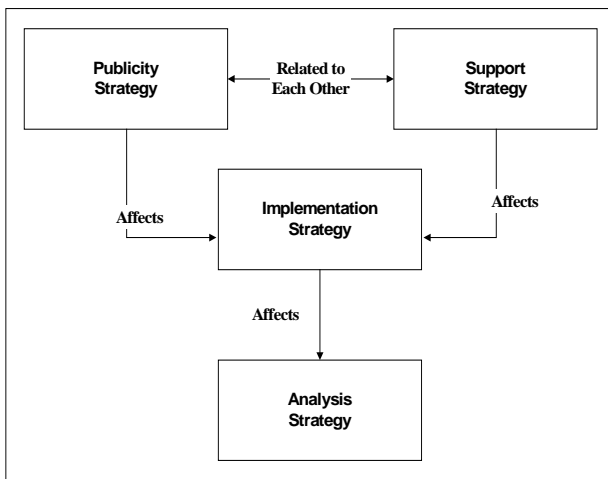 Publicity
Strategy
Related to
Each Other
Support
Strategy
Affects
Implementation
Strategy
Affects
Affects
Analysis
Strategy